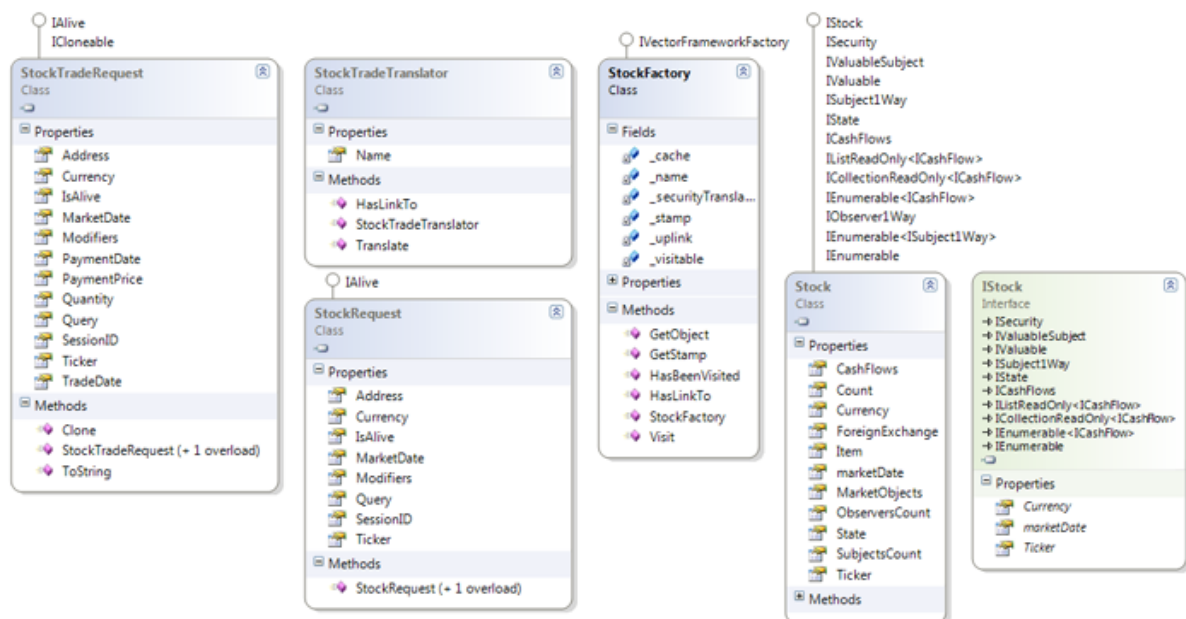 IAlive
ICloneable
StockTradeRequest
Class
Properties
Address
Currency
IsAlive
MarketDate
Modifiers
PaymentDate
PaymentPrice
Quantity
Query
SessionID
Ticker
TradeDate
Methods
Clone
StockTradeRequest (+ 1 overload)
ToString
StockTradeTranslator
Class
Properties
Name
Methods
HasLinkTo
StockTradeTranslator
Translate
IAlive
StockRequest
Class
Properties
Address
Currency
IsAlive
MarketDate
Modifiers
Query
SessionID
Ticker
Methods
StockRequest (+ 1 overload)
IVectorFrameworkFactory
StockFactory
Class
Fields
_cache
_name
_securityTransla...
_stamp
_uplink
_visitable
Properties
Methods
GetObject
GetStamp
HasBeenVisited
HasLinkTo
StockFactory
Visit
IStock
ISecurity
IValuableSubject
IValuable
ISubject1Way
IState
ICashFlows
IListReadOnly<ICashFlow>
ICollectionReadOnly<ICashFlow>
IEnumerable<ICashFlow>
IObserver1Way
IEnumerable<ISubject1Way>
IEnumerable
Stock
Class
Properties
CashFlows
Count
Currency
ForeignExchange
Item
marketDate
MarketObjects
ObserversCount
State
SubjectsCount
Ticker
Methods
IStock
Interface
ISecurity
IValuableSubject
IValuable
ISubject1Way
IState
ICashFlows
IListReadOnly<ICashFlow>
ICollectionReadOnly<ICashFlow>
IEnumerable<ICashFlow>
IEnumerable
Properties
Currency
marketDate
Ticker